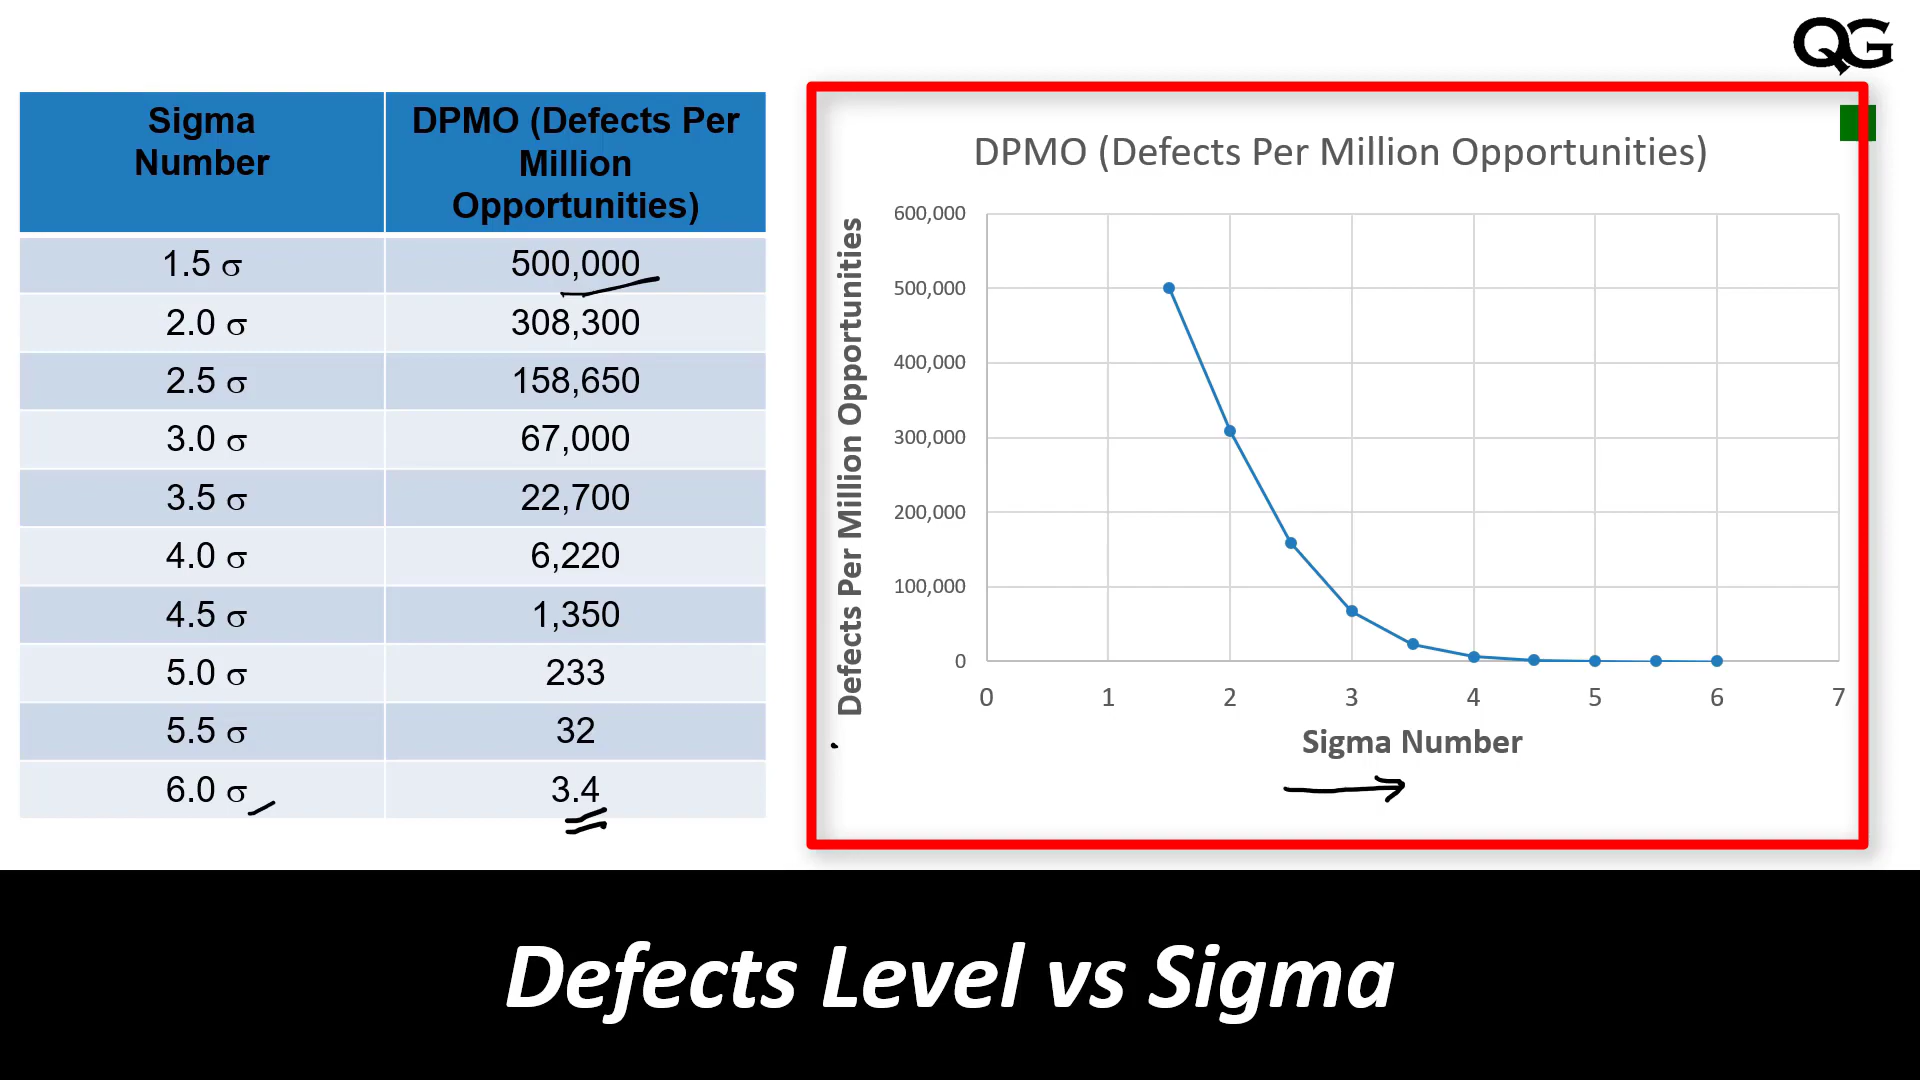 QG
Sigma
Number
DPMO (Defects Per
Million
Opportunities)
1.5 σ 500,000
2.0 σ 308,300
2.5 σ 158,650
3.0 σ 67,000
3.5 σ 22,700
4.0 σ 6,220
4.5 σ 1,350
5.0 σ 233
5.5 σ 32
6.0 σ 3.4
DPMO (Defects Per Million Opportunities)
Defects Per Million Opportunities
600,000
500,000
400,000
300,000
200,000
100,000
0
0 1 2 3 4 5 6 7
Sigma Number
Defects Level vs Sigma